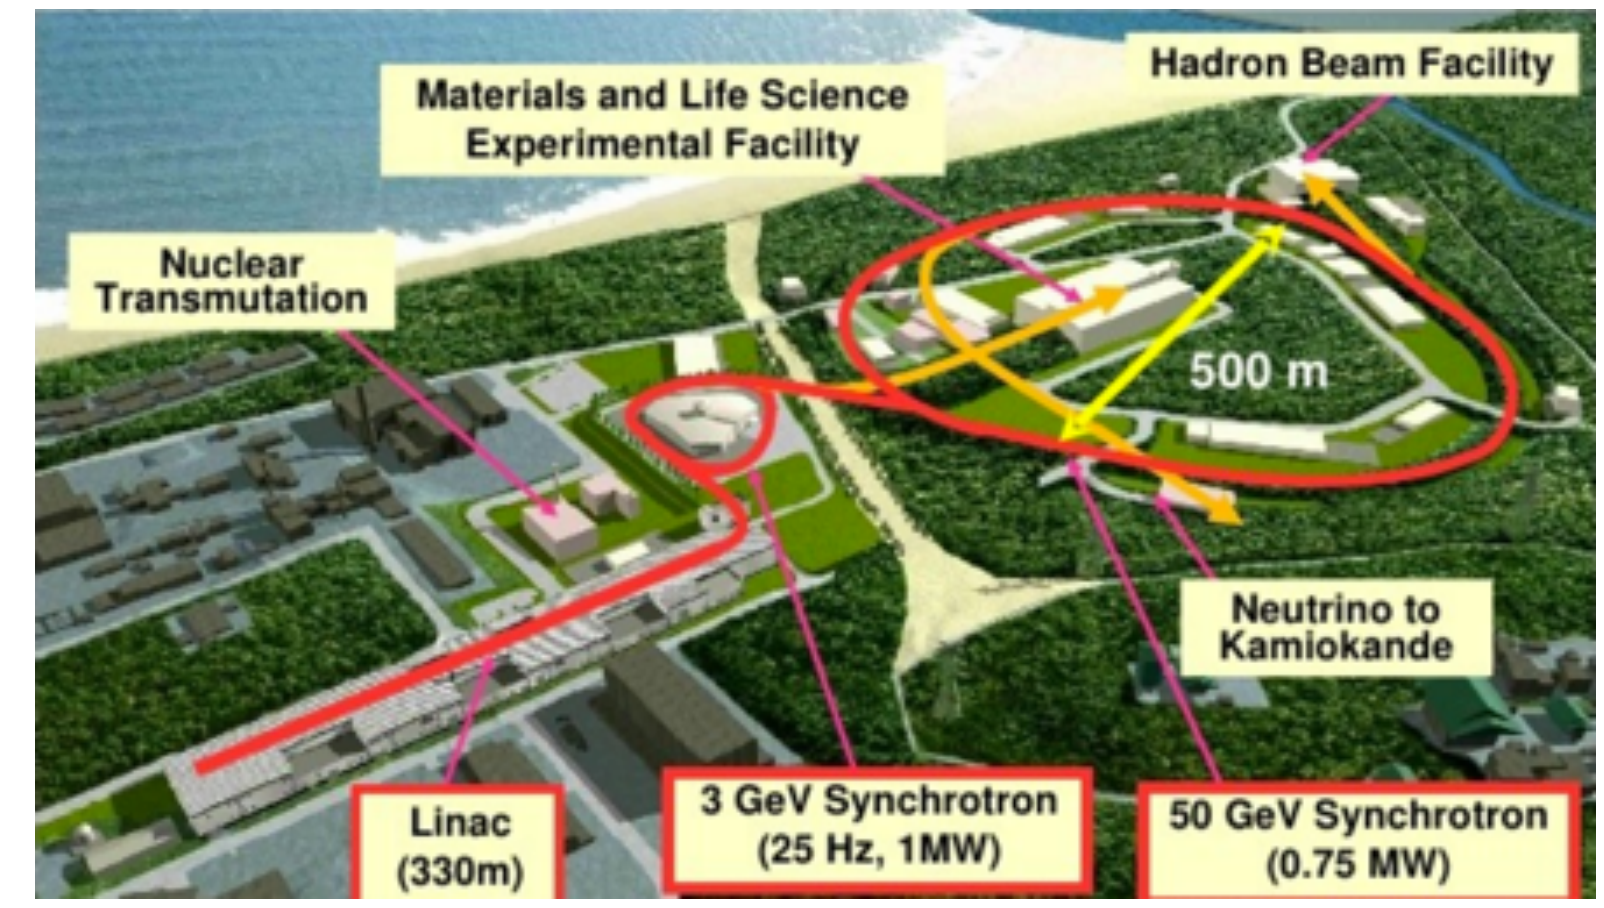 Hadron Beam Facility
Materials and Life Science
Experimental Facility
Nuclear
Transmutation
500 m
Neutrino to
Kamiokande
Linac
(330m)
3 GeV Synchrotron
(25 Hz, 1MW)
50 GeV Synchrotron
(0.75 MW)